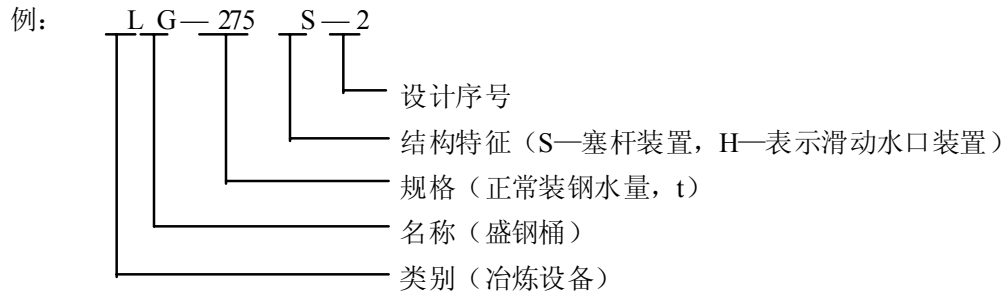 例： L G— 275 S — 2
设计序号
结构特征（S—塞杆装置，H—表示滑动水口装置）
规格（正常装钢水量，t）
名称（盛钢桶）
类别（冶炼设备）